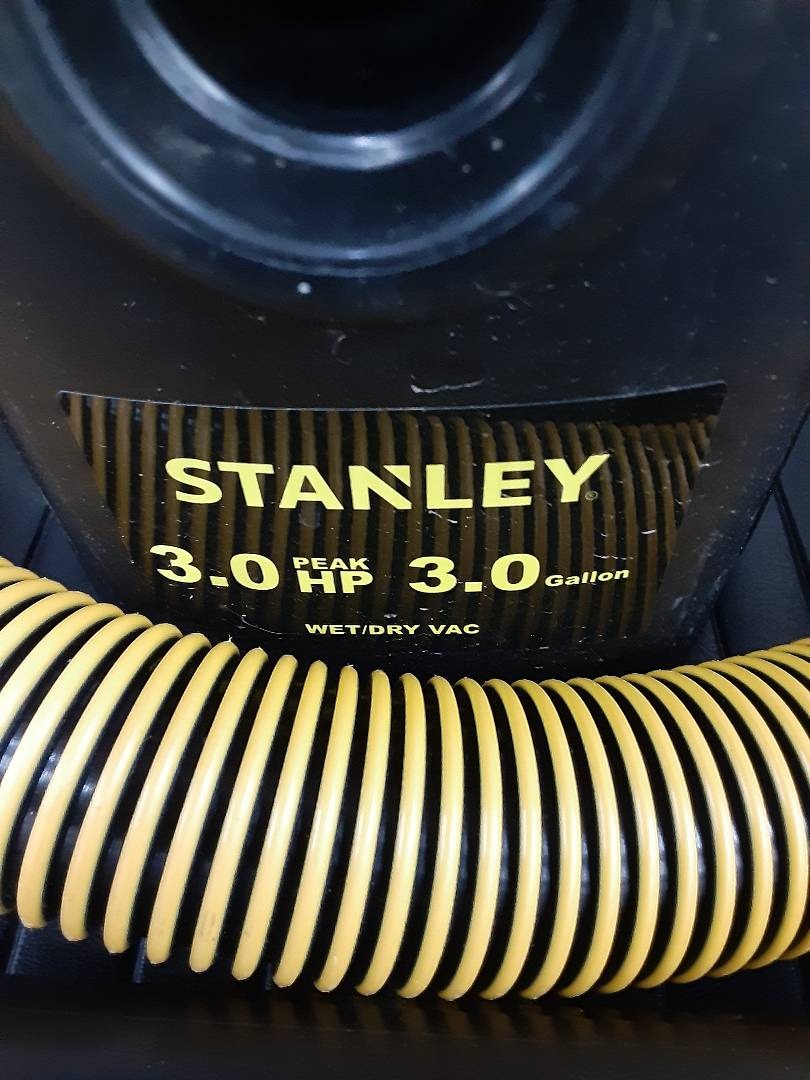 STANLEY®
3.0 PEAK HP 3.0 Gallon
WET/DRY VAC